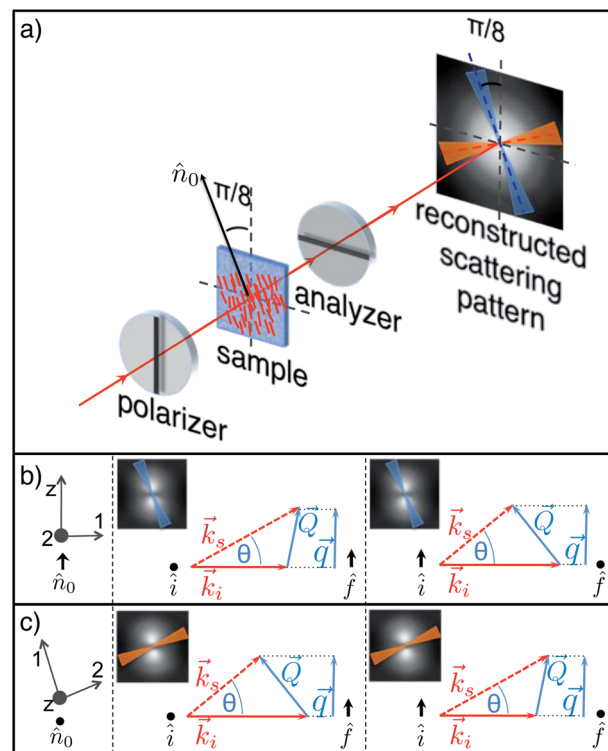 a)
π/8
n̂₀
π/8
reconstructed
scattering
pattern
analyzer
sample
polarizer
b)
z
1
2
n̂₀
k⃗ₛ
Q⃗
θ
q⃗
î
k⃗ᵢ
f̂
k⃗ₛ
Q⃗
θ
q⃗
î
k⃗ᵢ
f̂
c)
1
2
z
n̂₀
k⃗ₛ
Q⃗
θ
q⃗
î
k⃗ᵢ
f̂
k⃗ₛ
Q⃗
θ
q⃗
î
k⃗ᵢ
f̂